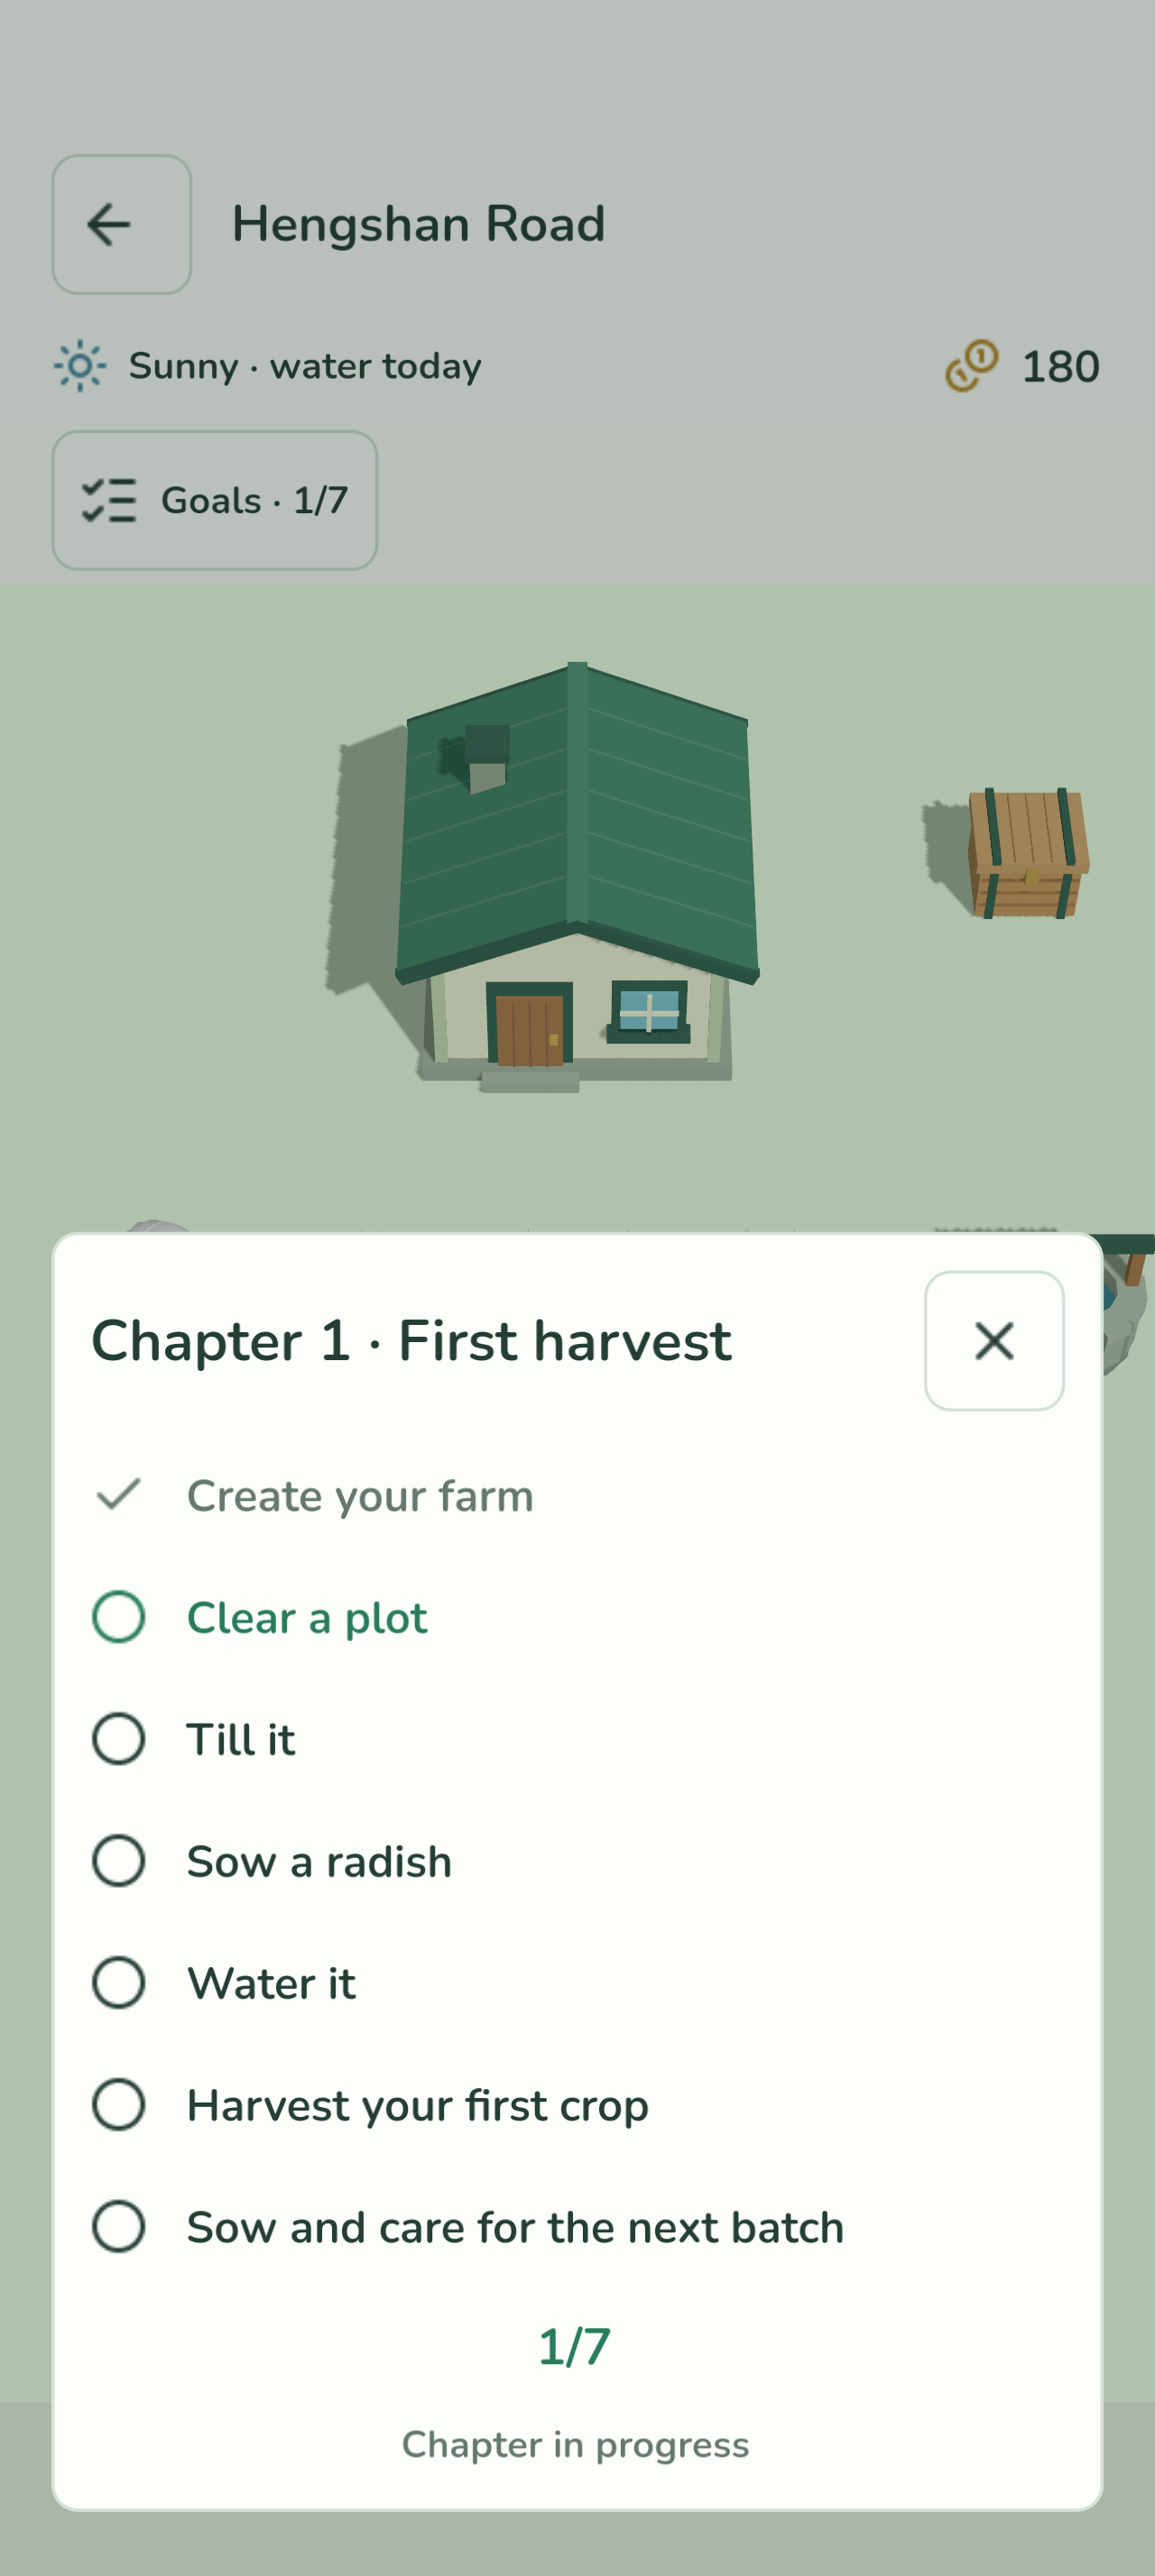 Hengshan Road
Sunny · water today
180
Goals · 1/7
Chapter 1 · First harvest
Create your farm
Clear a plot
Till it
Sow a radish
Water it
Harvest your first crop
Sow and care for the next batch
1/7
Chapter in progress